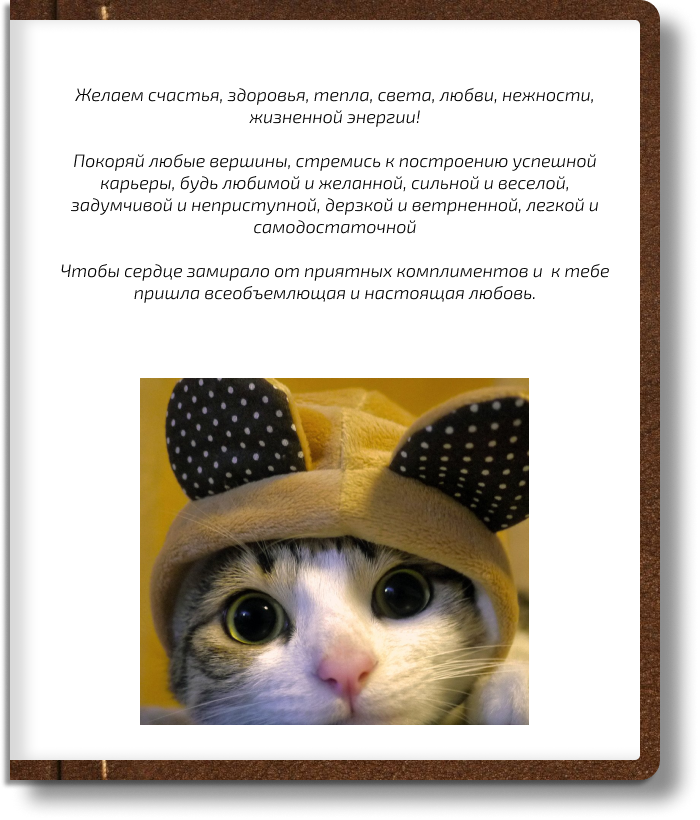 Желаем счастья, здоровья, тепла, света, любви, нежности,
жизненной энергии!
Покоряй любые вершины, стремись к построению успешной
карьеры, будь любимой и желанной, сильной и веселой,
задумчивой и неприступной, дерзкой и ветрненной, легкой и
самодостаточной
Чтобы сердце замирало от приятных комплиментов и  к тебе
пришла всеобъемлющая и настоящая любовь.